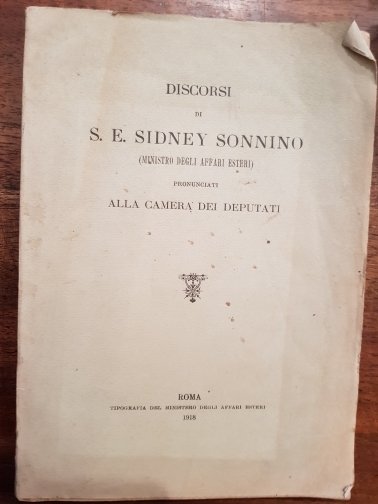 DISCORSI
DI
S. E. SIDNEY SONNINO
(MINISTRO DEGLI AFFARI ESTERI)
PRONUNCIATI
ALLA CAMERA DEI DEPUTATI
ROMA
TIPOGRAFIA DEL MINISTERO DEGLI AFFARI ESTERI
1918